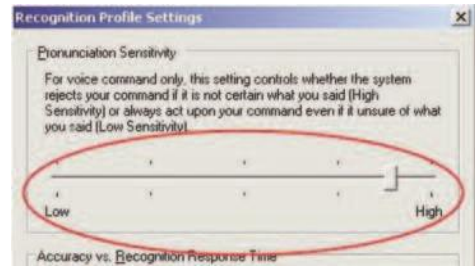 Recognition Profile Settings
Pronunciation Sensitivity
For voice command only, this setting controls whether the system
rejects your command if it is not certain what you said (High
Sensitivity) or always act upon your command even if it unsure of what
you said (Low Sensitivity)
Low High
Accuracy vs. Recognition Response Time